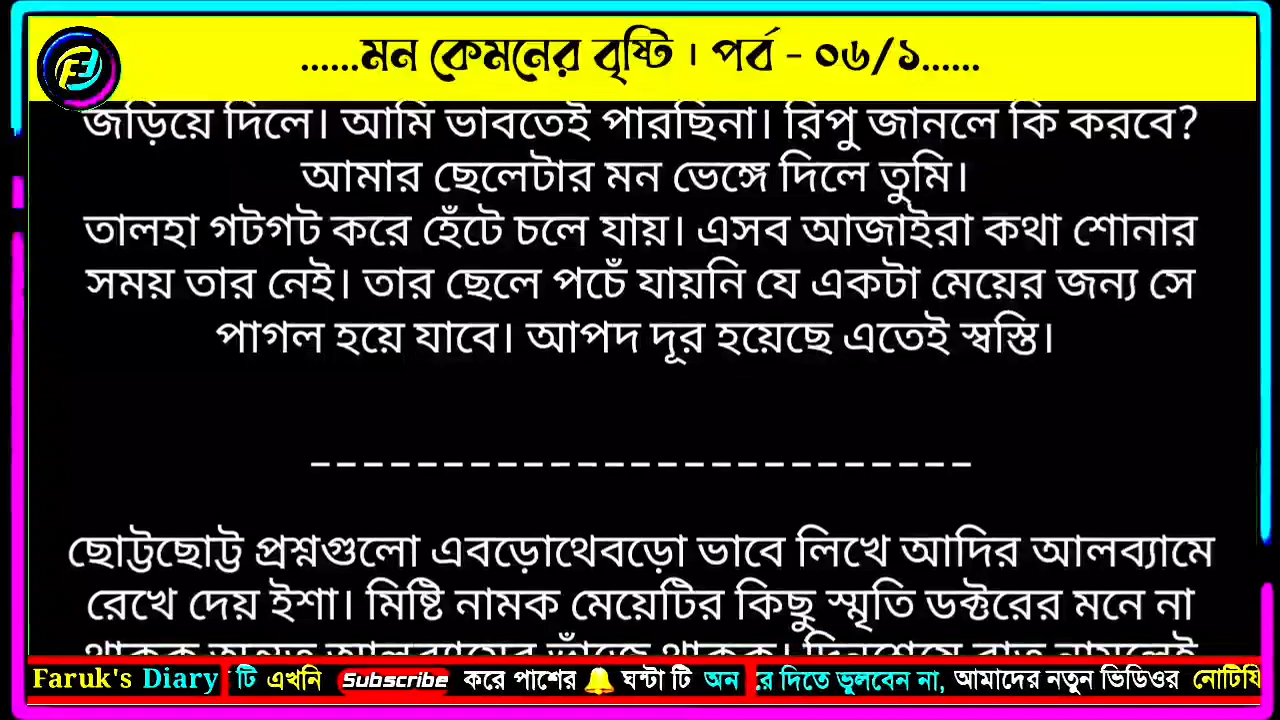 ......মন কেমনের বৃষ্টি । পর্ব - ০৬/১......
জড়িয়ে দিলে। আমি ভাবতেই পারছিনা। রিপু জানলে কি করবে?
আমার ছেলেটার মন ভেঙ্গে দিলে তুমি।
তালহা গটগট করে হেঁটে চলে যায়। এসব আজাইরা কথা শোনার
সময় তার নেই। তার ছেলে পচেঁ যায়নি যে একটা মেয়ের জন্য সে
পাগল হয়ে যাবে। আপদ দূর হয়েছে এতেই স্বস্তি।
–––––––––––––––––––––––––
ছোট্টছোট্ট প্রশ্নগুলো এবড়োথেবড়ো ভাবে লিখে আদির আলব্যামে
রেখে দেয় ইশা। মিষ্টি নামক মেয়েটির কিছু স্মৃতি ডক্টরের মনে না
Faruk's Diary টি এখনি Subscribe করে পাশের 🔔 ঘন্টা টি অন রে দিতে ভুলবেন না, আমাদের নতুন ভিডিওর নোটিফি